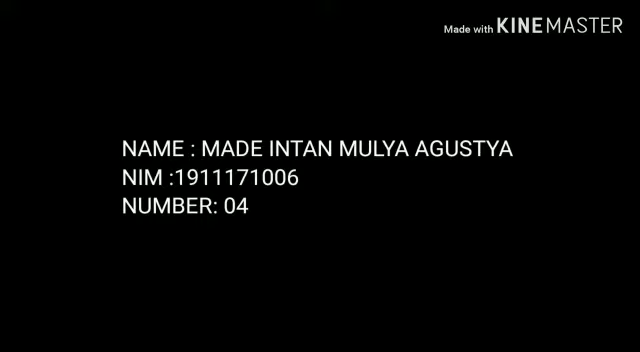 Made with KINEMASTER
NAME : MADE INTAN MULYA AGUSTYA
NIM :1911171006
NUMBER: 04